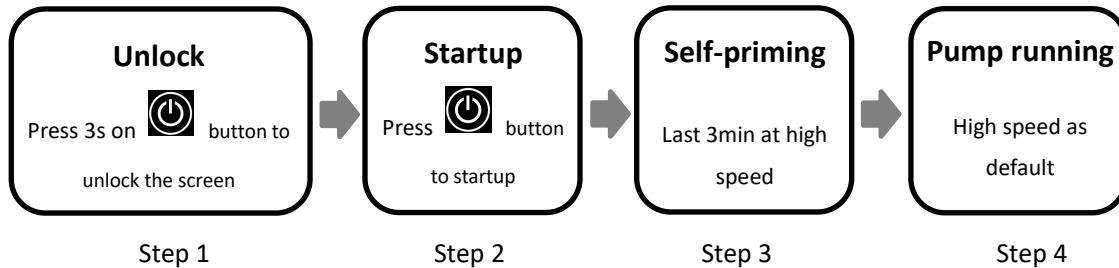 Unlock
Press 3s on button to
unlock the screen
Step 1
Startup
Press button
to startup
Step 2
Self-priming
Last 3min at high
speed
Step 3
Pump running
High speed as
default
Step 4